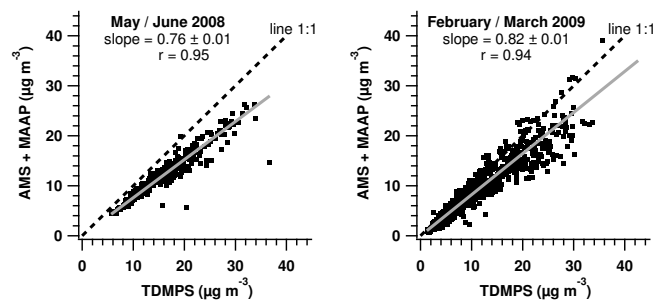 May / June 2008
slope = 0.76 ± 0.01
r = 0.95
line 1:1
AMS + MAAP (µg m⁻³)
40
30
20
10
0
0 10 20 30 40
TDMPS (µg m⁻³)
February / March 2009
slope = 0.82 ± 0.01
r = 0.94
line 1:1
AMS + MAAP (µg m⁻³)
40
30
20
10
0
0 10 20 30 40
TDMPS (µg m⁻³)